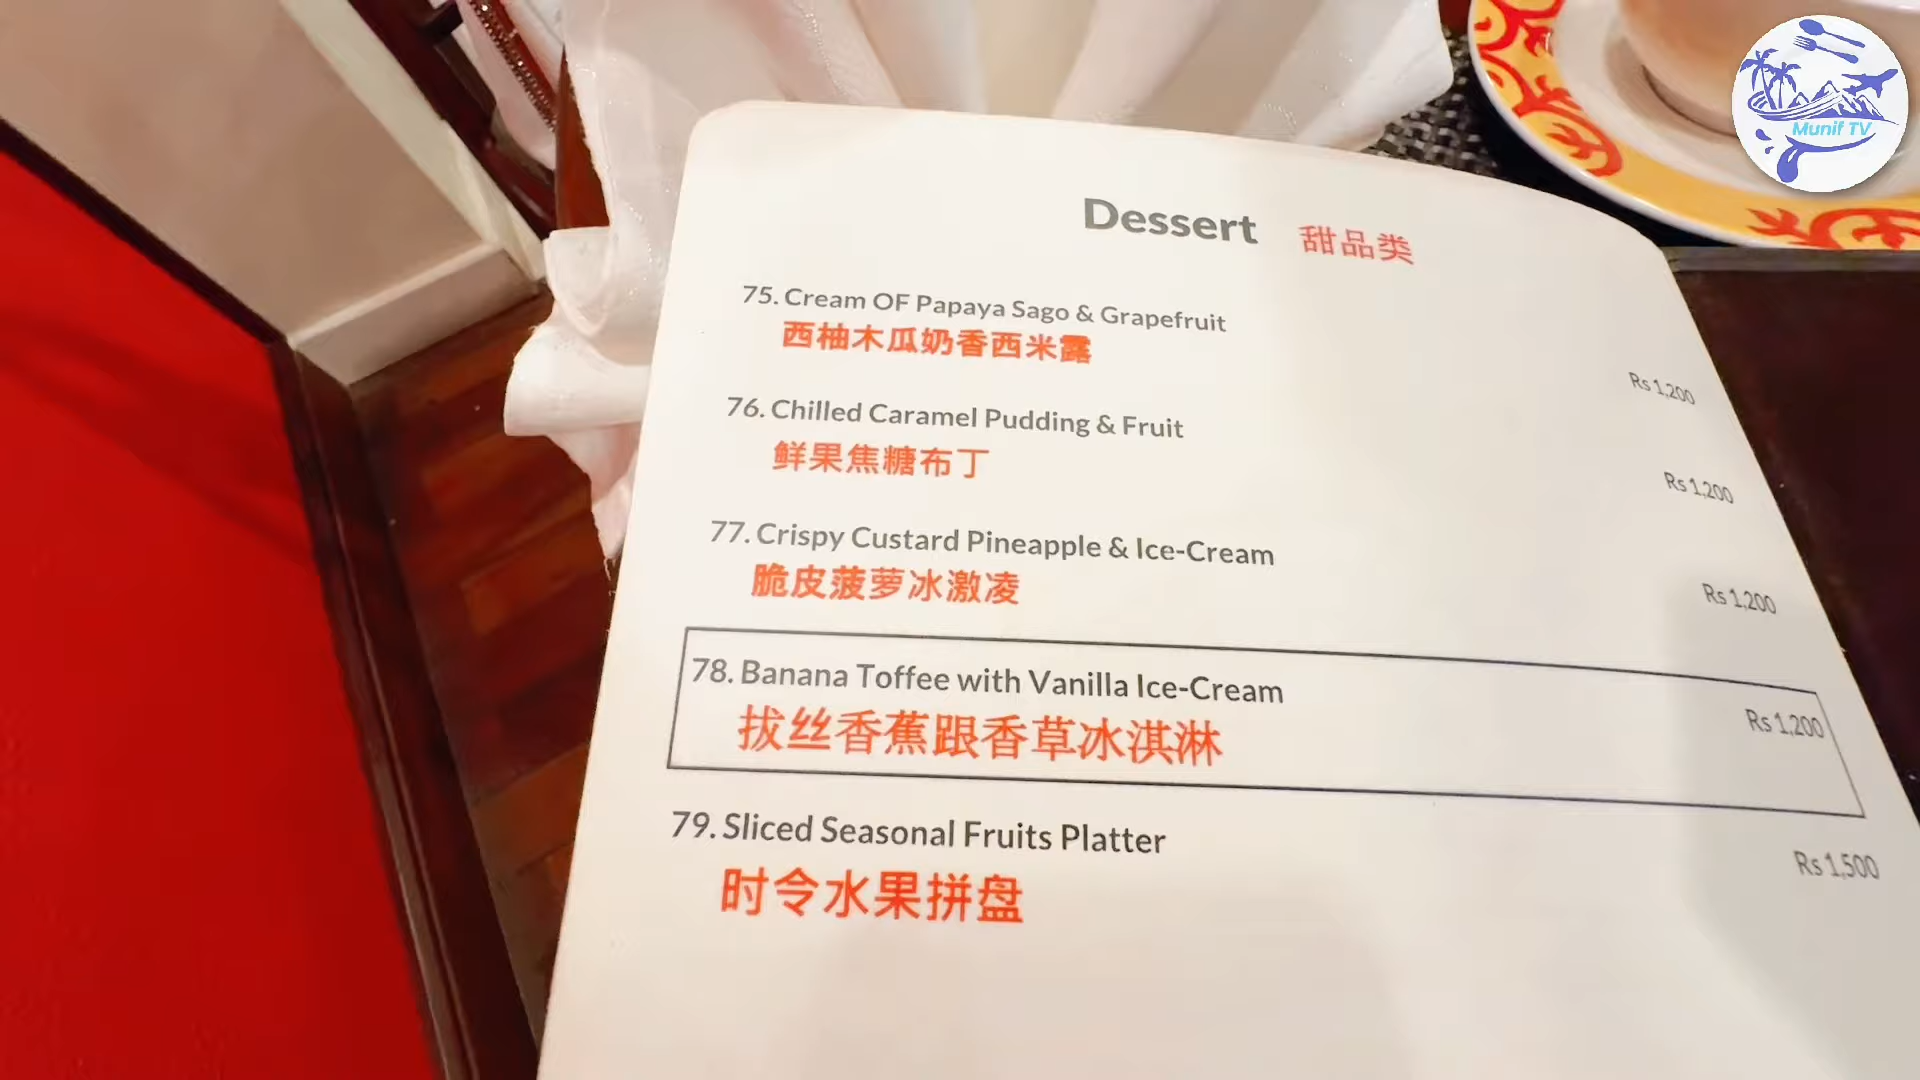 Munif TV
Dessert 甜品类
75. Cream OF Papaya Sago & Grapefruit
西柚木瓜奶香西米露
Rs 1,200
76. Chilled Caramel Pudding & Fruit
鲜果焦糖布丁
Rs 1,200
77. Crispy Custard Pineapple & Ice-Cream
脆皮菠萝冰激凌
Rs 1,200
78. Banana Toffee with Vanilla Ice-Cream
拔丝香蕉跟香草冰淇淋
Rs 1,200
79. Sliced Seasonal Fruits Platter
时令水果拼盘
Rs 1,500